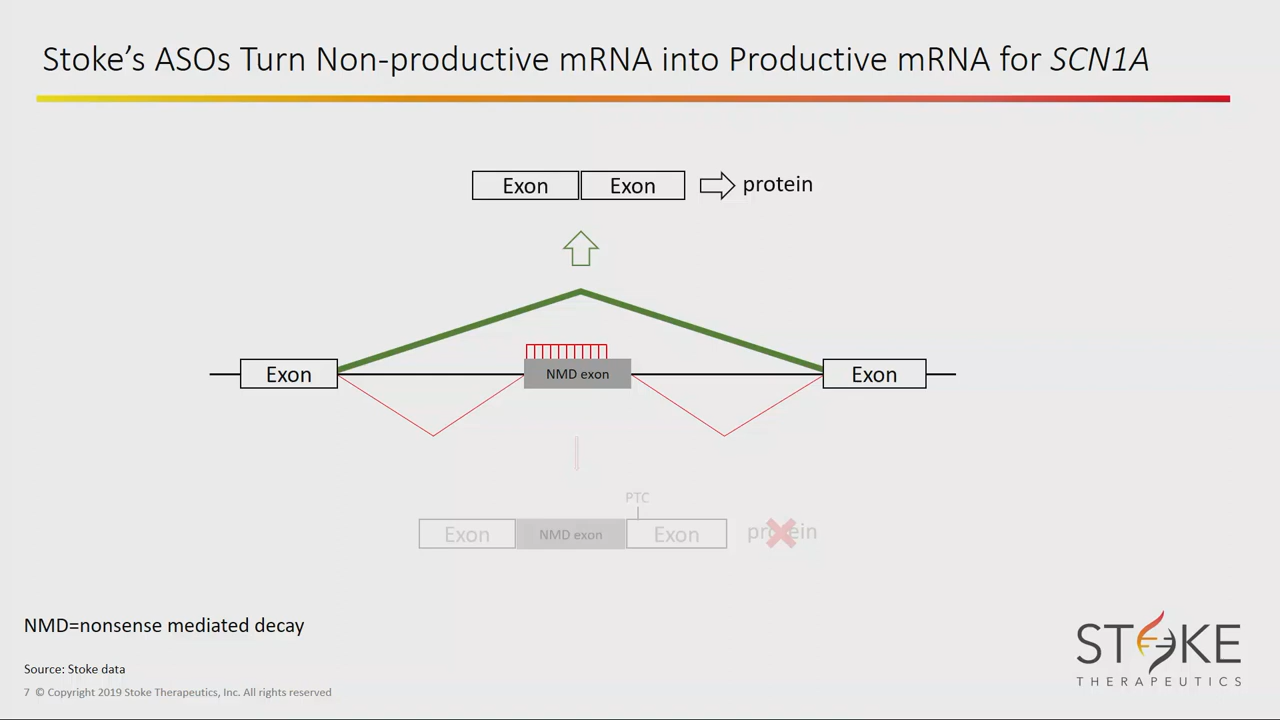 Stoke’s ASOs Turn Non-productive mRNA into Productive mRNA for SCN1A
Exon Exon protein
Exon NMD exon Exon
PTC
Exon NMD exon Exon protein
NMD=nonsense mediated decay
Source: Stoke data
7 © Copyright 2019 Stoke Therapeutics, Inc. All rights reserved
STOKE
THERAPEUTICS